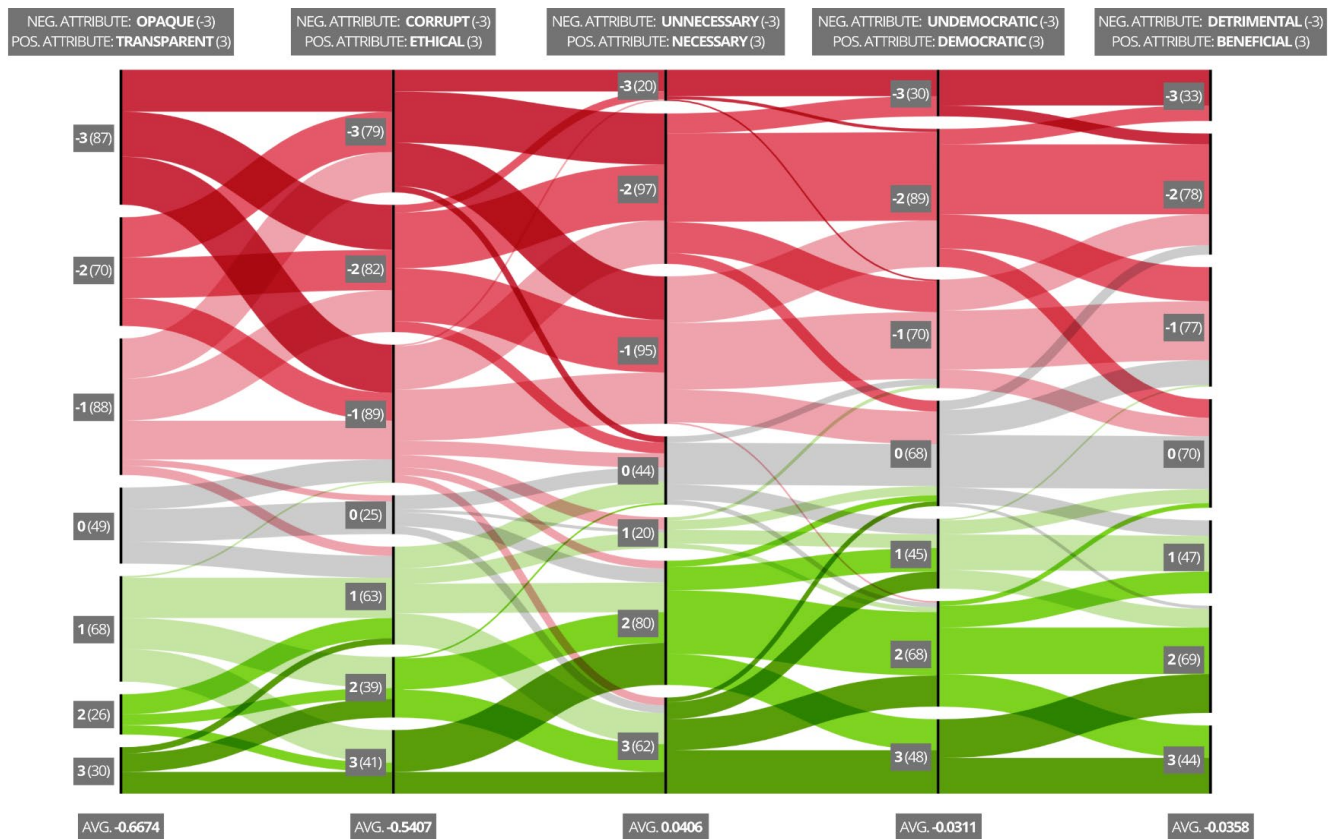 NEG. ATTRIBUTE: OPAQUE (-3)
POS. ATTRIBUTE: TRANSPARENT (3)
NEG. ATTRIBUTE: CORRUPT (-3)
POS. ATTRIBUTE: ETHICAL (3)
NEG. ATTRIBUTE: UNNECESSARY (-3)
POS. ATTRIBUTE: NECESSARY (3)
NEG. ATTRIBUTE: UNDEMOCRATIC (-3)
POS. ATTRIBUTE: DEMOCRATIC (3)
NEG. ATTRIBUTE: DETRIMENTAL (-3)
POS. ATTRIBUTE: BENEFICIAL (3)
-3 (87)
-2 (70)
-1 (88)
0 (49)
1 (68)
2 (26)
3 (30)
-3 (79)
-2 (82)
-1 (89)
0 (25)
1 (63)
2 (39)
3 (41)
-3 (20)
-2 (97)
-1 (95)
0 (44)
1 (20)
2 (80)
3 (62)
-3 (30)
-2 (89)
-1 (70)
0 (68)
1 (45)
2 (68)
3 (48)
-3 (33)
-2 (78)
-1 (77)
0 (70)
1 (47)
2 (69)
3 (44)
AVG. -0.6674
AVG. -0.5407
AVG. 0.0406
AVG. -0.0311
AVG. -0.0358